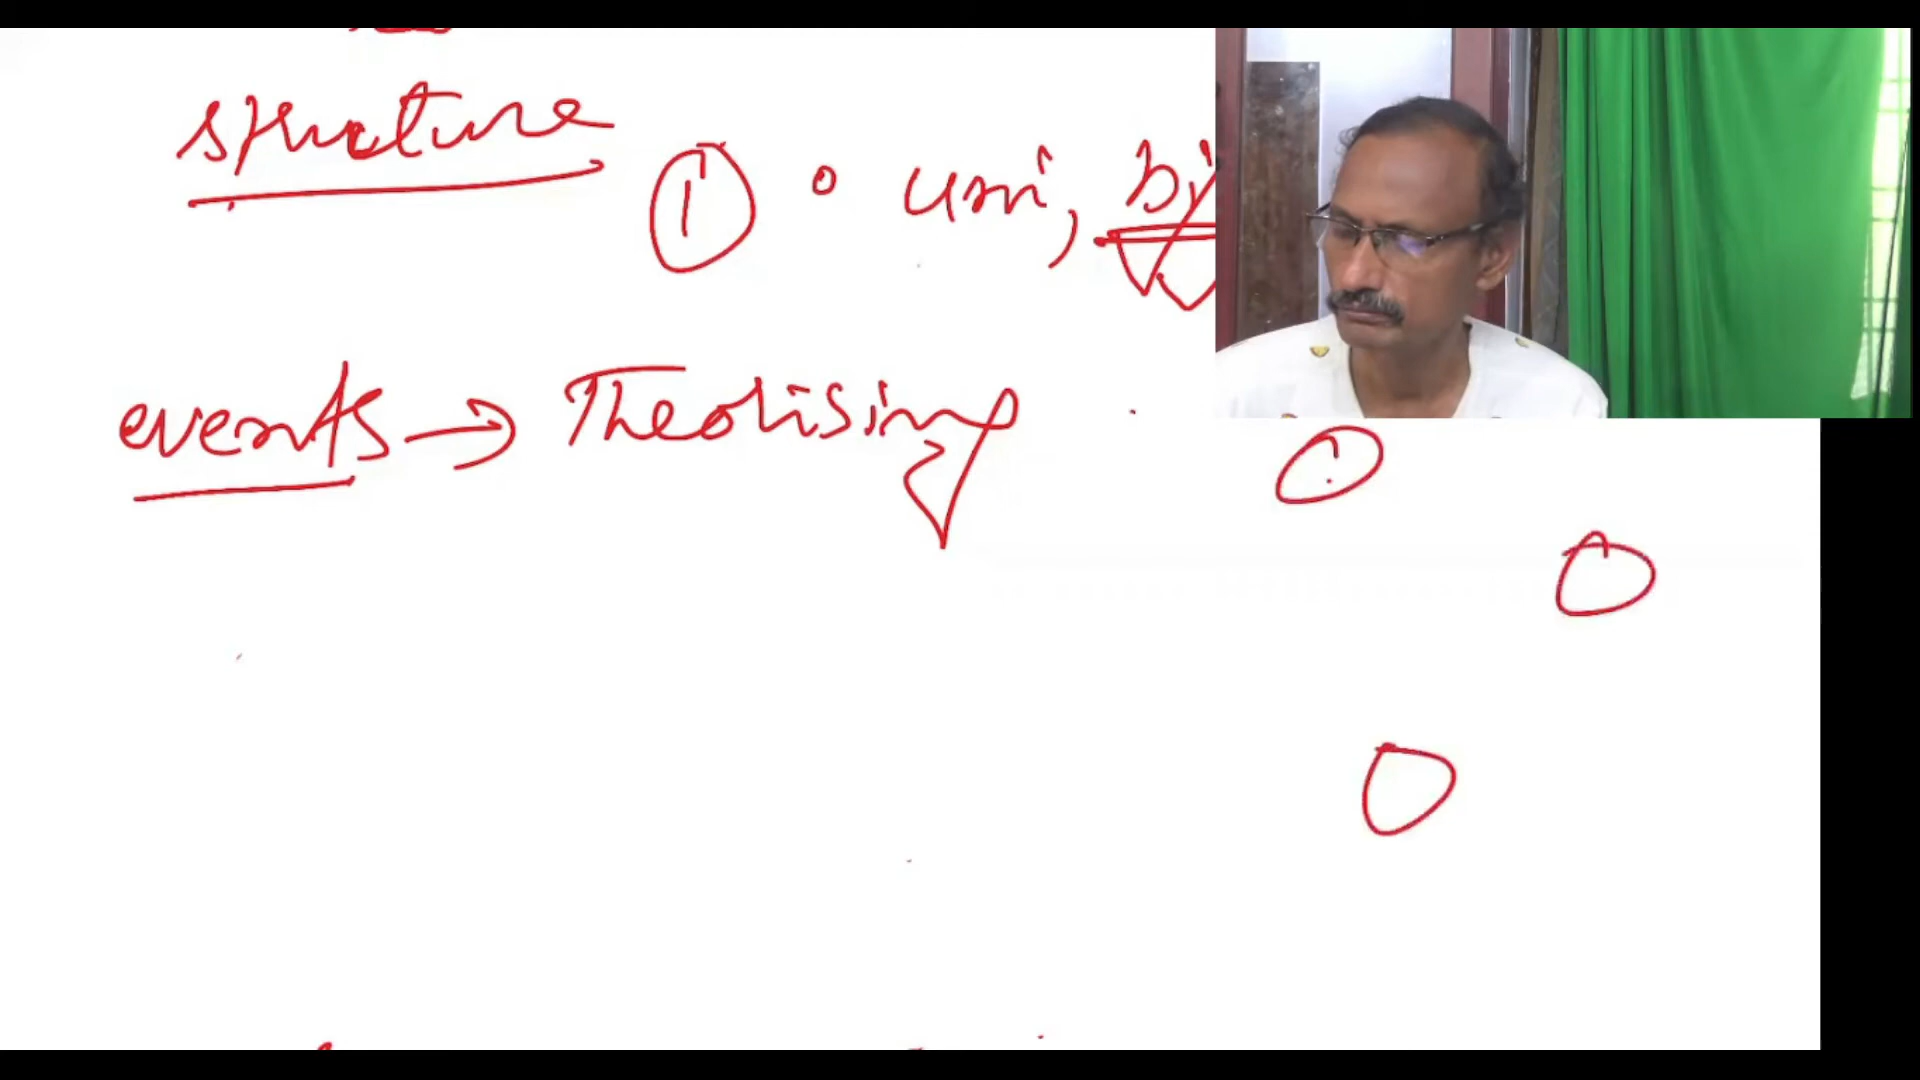 structure
① ∘ uni, bi
events → Theorising